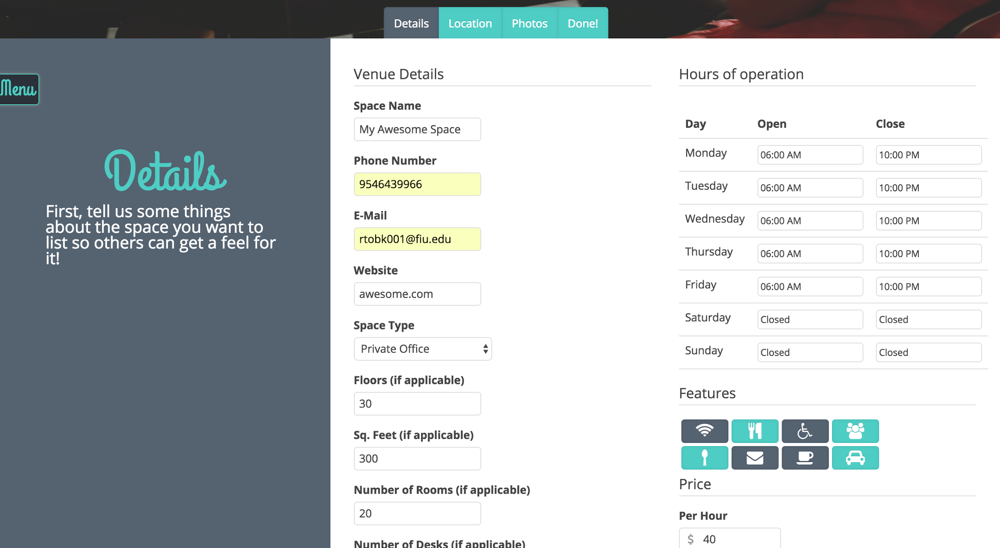 Details Location Photos Done!
Menu
Details
First, tell us some things
about the space you want to
list so others can get a feel for
it!
Venue Details
Space Name
My Awesome Space
Phone Number
9546439966
E-Mail
rtobk001@fiu.edu
Website
awesome.com
Space Type
Private Office
Floors (if applicable)
30
Sq. Feet (if applicable)
300
Number of Rooms (if applicable)
20
Number of Desks (if applicable)
Hours of operation
Day Open Close
Monday 06:00 AM 10:00 PM
Tuesday 06:00 AM 10:00 PM
Wednesday 06:00 AM 10:00 PM
Thursday 06:00 AM 10:00 PM
Friday 06:00 AM 10:00 PM
Saturday Closed Closed
Sunday Closed Closed
Features
Price
Per Hour
$ 40